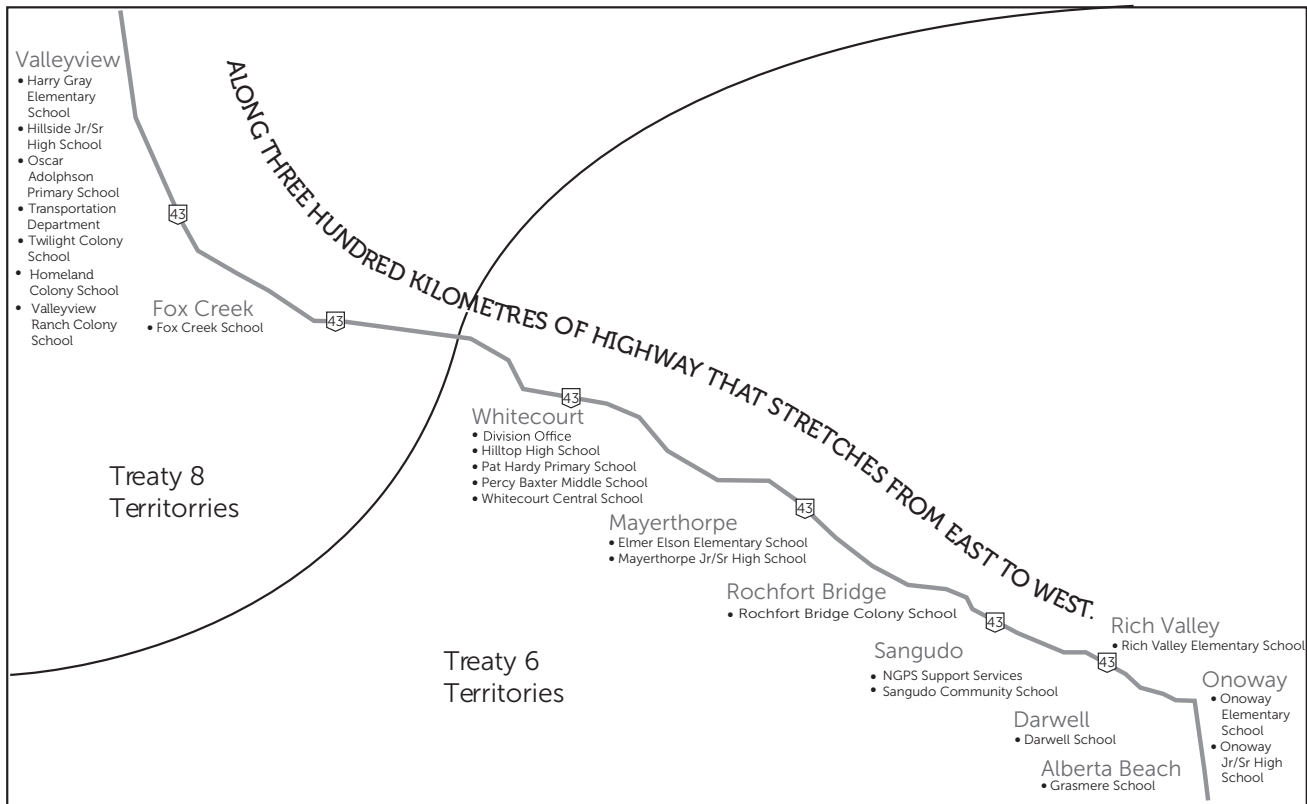 Valleyview
• Harry Gray
Elementary
School
• Hillside Jr/Sr
High School
• Oscar
Adolphson
Primary School
• Transportation
Department
• Twilight Colony
School
• Homeland
Colony School
• Valleyview
Ranch Colony
School
ALONG THREE HUNDRED KILOMETRES OF HIGHWAY THAT STRETCHES FROM EAST TO WEST.
43
Fox Creek
• Fox Creek School
43
43
Whitecourt
• Division Office
• Hilltop High School
• Pat Hardy Primary School
• Percy Baxter Middle School
• Whitecourt Central School
Treaty 8
Territorries
43
Mayerthorpe
• Elmer Elson Elementary School
• Mayerthorpe Jr/Sr High School
Rochfort Bridge
• Rochfort Bridge Colony School
43
Treaty 6
Territories
Sangudo
• NGPS Support Services
• Sangudo Community School
Rich Valley
• Rich Valley Elementary School
43
Onoway
• Onoway
Elementary
School
• Onoway
Jr/Sr High
School
Darwell
• Darwell School
Alberta Beach
• Grasmere School